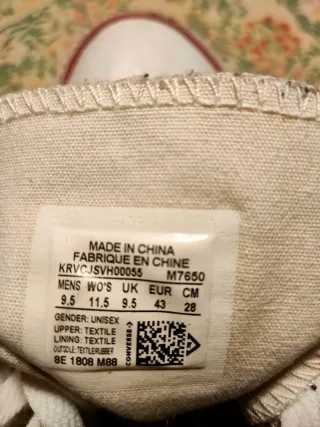 MADE IN CHINA
FABRIQUE EN CHINE
KRVCJSVH00055 M7650
MENS WO'S UK EUR CM
9.5 11.5 9.5 43 28
GENDER: UNISEX
UPPER: TEXTILE
LINING: TEXTILE
OUTSOLE: TEXTILE/RUBBER
8E 1808 M88
CONVERSE